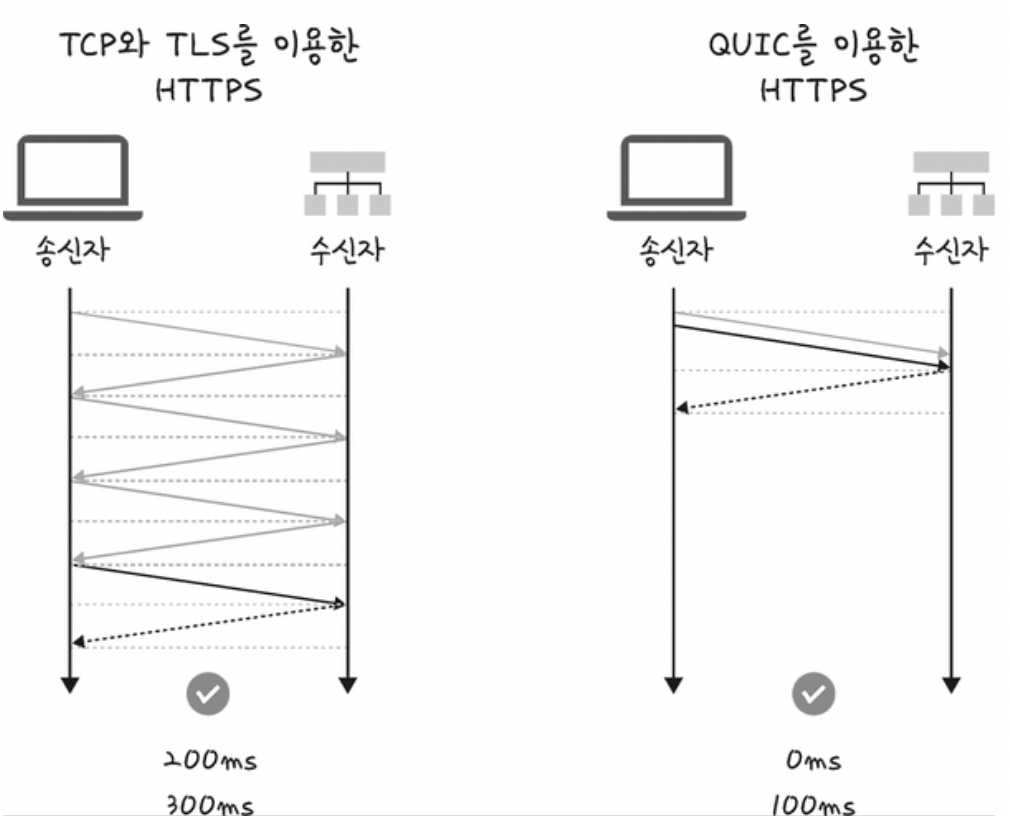 TCP와 TLS를 이용한
HTTPS
송신자
수신자
200ms
300ms
QUIC를 이용한
HTTPS
송신자
수신자
0ms
100ms